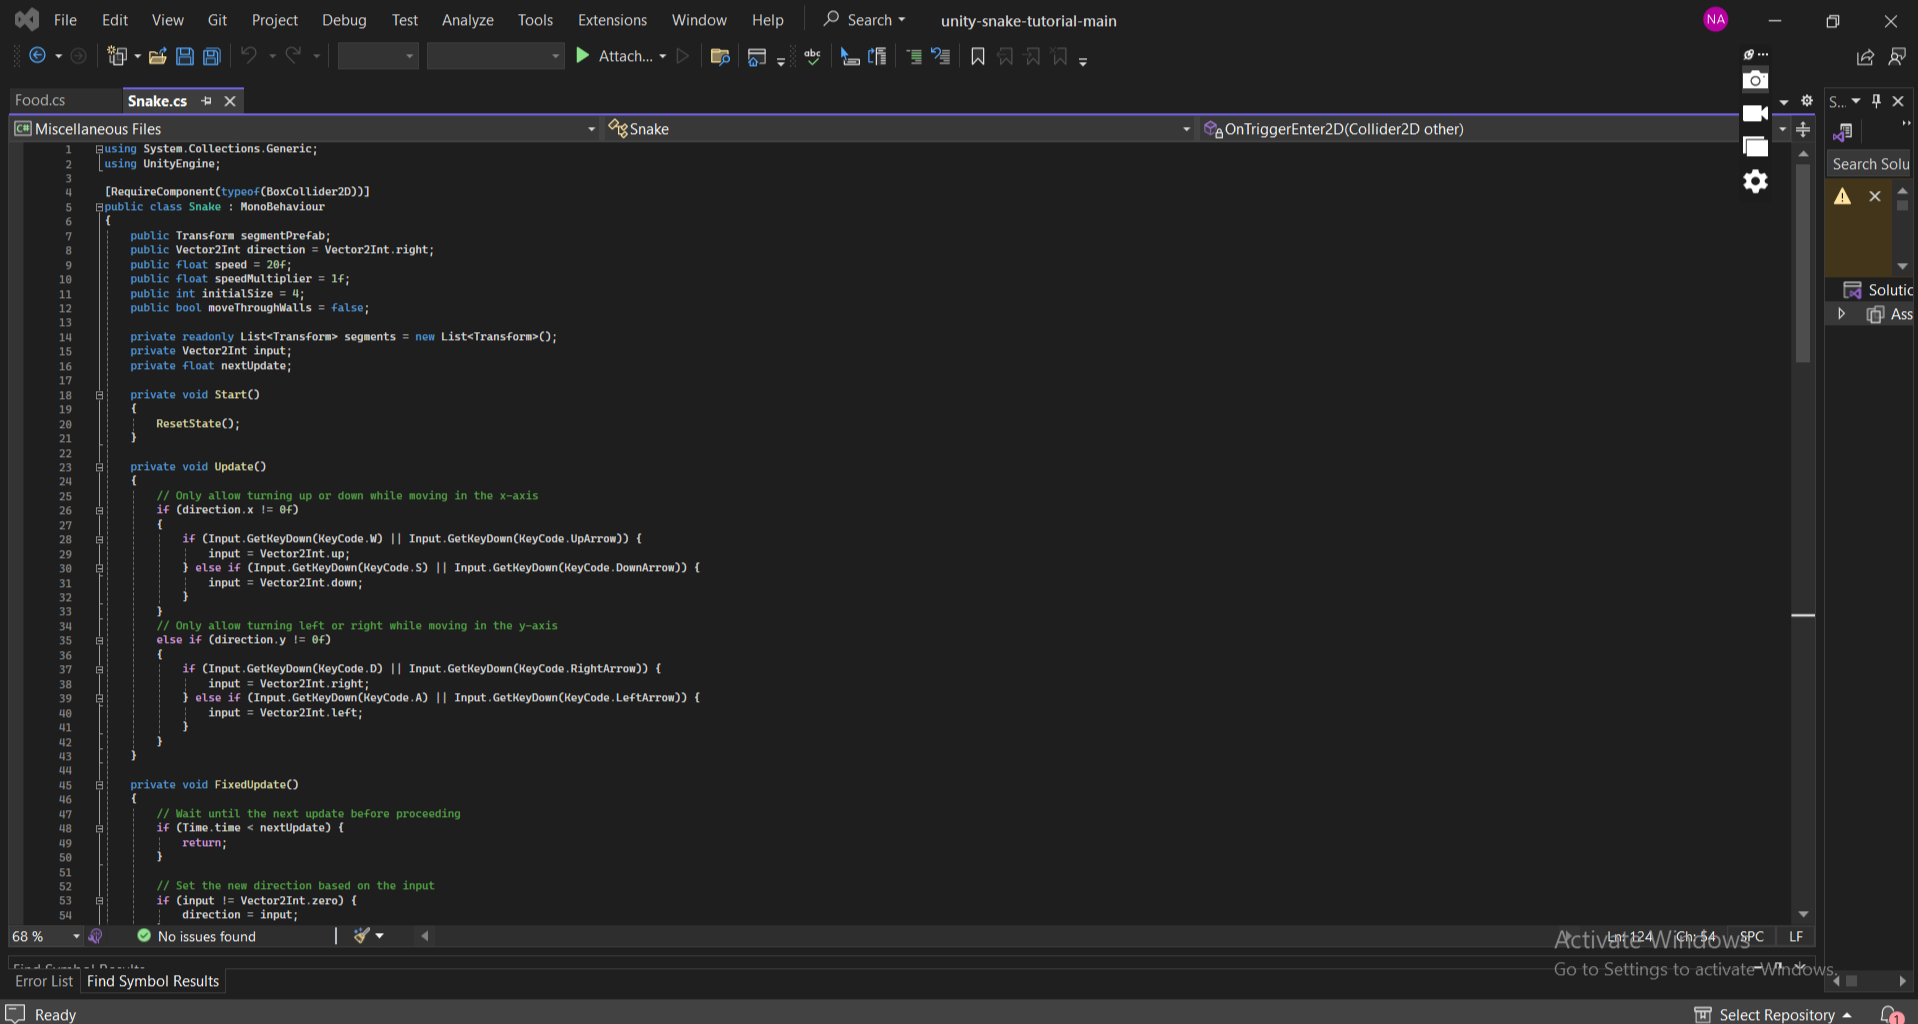 File Edit View Git Project Debug Test Analyze Tools Extensions Window Help Search unity-snake-tutorial-main NA
Attach...
abc
Food.cs Snake.cs
S...
C# Miscellaneous Files Snake OnTriggerEnter2D(Collider2D other)
Search Solu
Solutic
Ass
1 using System.Collections.Generic;
2 using UnityEngine;
3
4 [RequireComponent(typeof(BoxCollider2D))]
5 public class Snake : MonoBehaviour
6 {
7 public Transform segmentPrefab;
8 public Vector2Int direction = Vector2Int.right;
9 public float speed = 20f;
10 public float speedMultiplier = 1f;
11 public int initialSize = 4;
12 public bool moveThroughWalls = false;
13
14 private readonly List<Transform> segments = new List<Transform>();
15 private Vector2Int input;
16 private float nextUpdate;
17
18 private void Start()
19 {
20 ResetState();
21 }
22
23 private void Update()
24 {
25 // Only allow turning up or down while moving in the x-axis
26 if (direction.x != 0f)
27 {
28 if (Input.GetKeyDown(KeyCode.W) || Input.GetKeyDown(KeyCode.UpArrow)) {
29 input = Vector2Int.up;
30 } else if (Input.GetKeyDown(KeyCode.S) || Input.GetKeyDown(KeyCode.DownArrow)) {
31 input = Vector2Int.down;
32 }
33 }
34 // Only allow turning left or right while moving in the y-axis
35 else if (direction.y != 0f)
36 {
37 if (Input.GetKeyDown(KeyCode.D) || Input.GetKeyDown(KeyCode.RightArrow)) {
38 input = Vector2Int.right;
39 } else if (Input.GetKeyDown(KeyCode.A) || Input.GetKeyDown(KeyCode.LeftArrow)) {
40 input = Vector2Int.left;
41 }
42 }
43 }
44
45 private void FixedUpdate()
46 {
47 // Wait until the next update before proceeding
48 if (Time.time < nextUpdate) {
49 return;
50 }
51
52 // Set the new direction based on the input
53 if (input != Vector2Int.zero) {
54 direction = input;
68 % No issues found Ln: 124 Ch: 54 SPC LF
Activate Windows
Go to Settings to activate Windows.
Find Symbol Results
Error List Find Symbol Results
Ready Select Repository 1